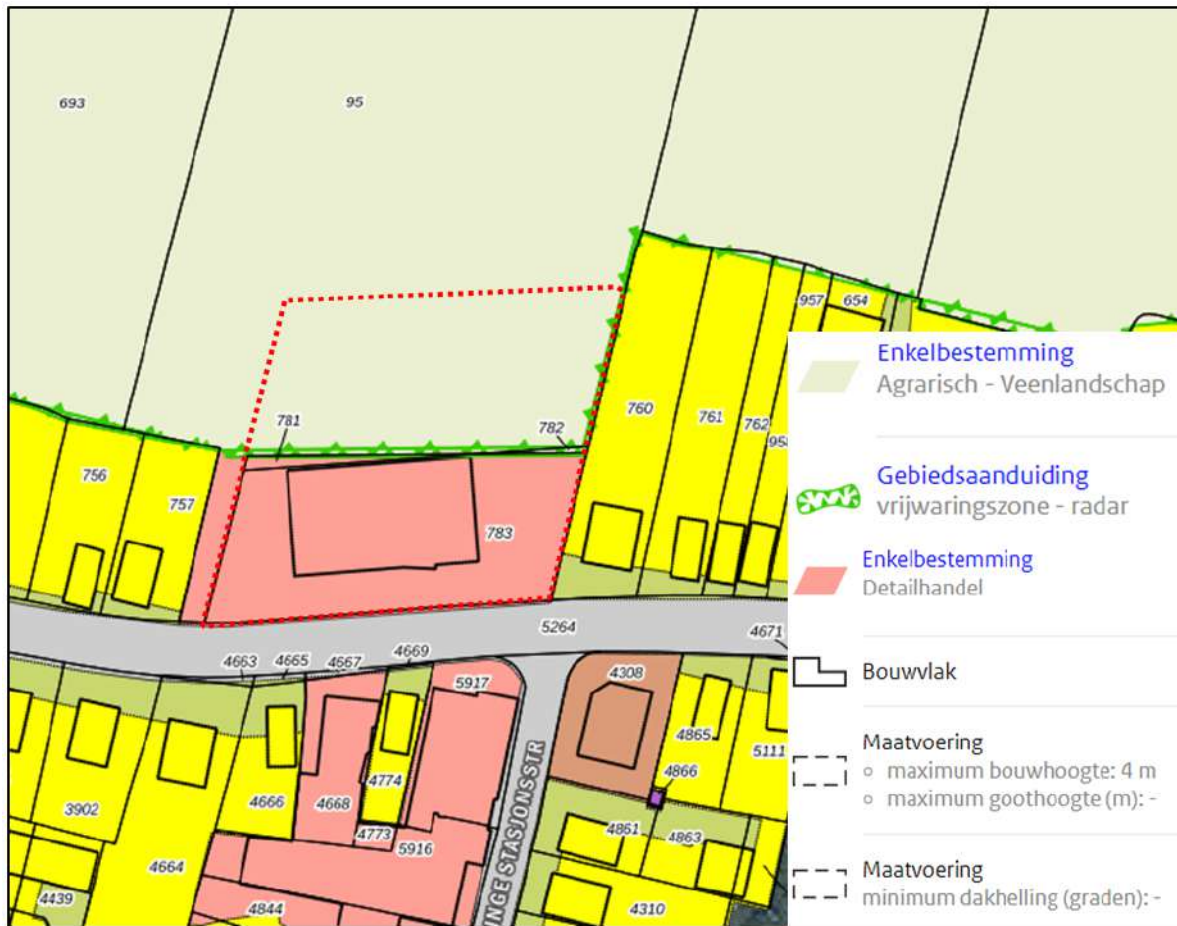 693
95
957
654
781
782
760
761
762
756
757
783
5264
4671
4663
4665
4667
4669
5917
4308
4865
4866
5111
3902
4666
4668
4774
4773
5916
4664
4861
4863
4439
4844
4310
INGE STASJONSSTR
Enkelbestemming
Agrarisch - Veenlandschap
Gebiedsaanduiding
vrijwaringszone - radar
Enkelbestemming
Detailhandel
Bouwvlak
Maatvoering
maximum bouwhoogte: 4 m
maximum goothoogte (m): -
Maatvoering
minimum dakhelling (graden): -